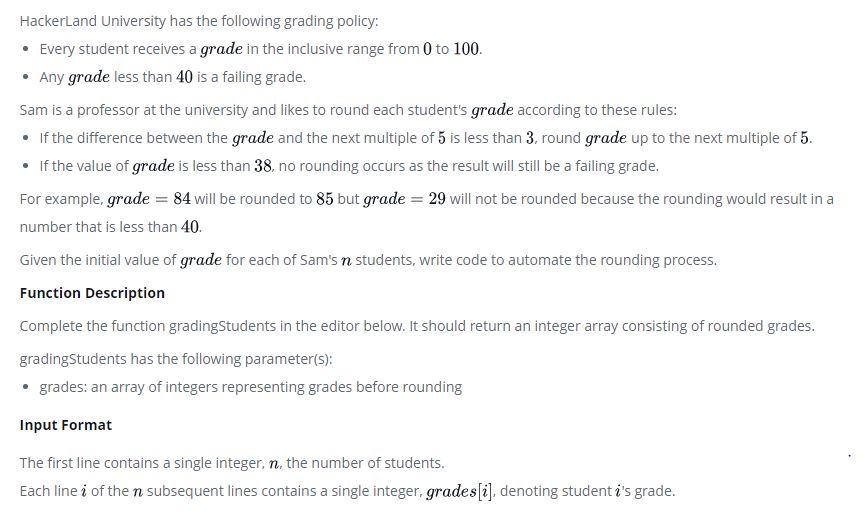 HackerLand University has the following grading policy:
• Every student receives a grade in the inclusive range from 0 to 100.
• Any grade less than 40 is a failing grade.
Sam is a professor at the university and likes to round each student's grade according to these rules:
• If the difference between the grade and the next multiple of 5 is less than 3, round grade up to the next multiple of 5.
• If the value of grade is less than 38, no rounding occurs as the result will still be a failing grade.
For example, grade = 84 will be rounded to 85 but grade = 29 will not be rounded because the rounding would result in a
number that is less than 40.
Given the initial value of grade for each of Sam's n students, write code to automate the rounding process.
Function Description
Complete the function gradingStudents in the editor below. It should return an integer array consisting of rounded grades.
gradingStudents has the following parameter(s):
• grades: an array of integers representing grades before rounding
Input Format
The first line contains a single integer, n, the number of students.
Each line i of the n subsequent lines contains a single integer, grades[i], denoting student i's grade.